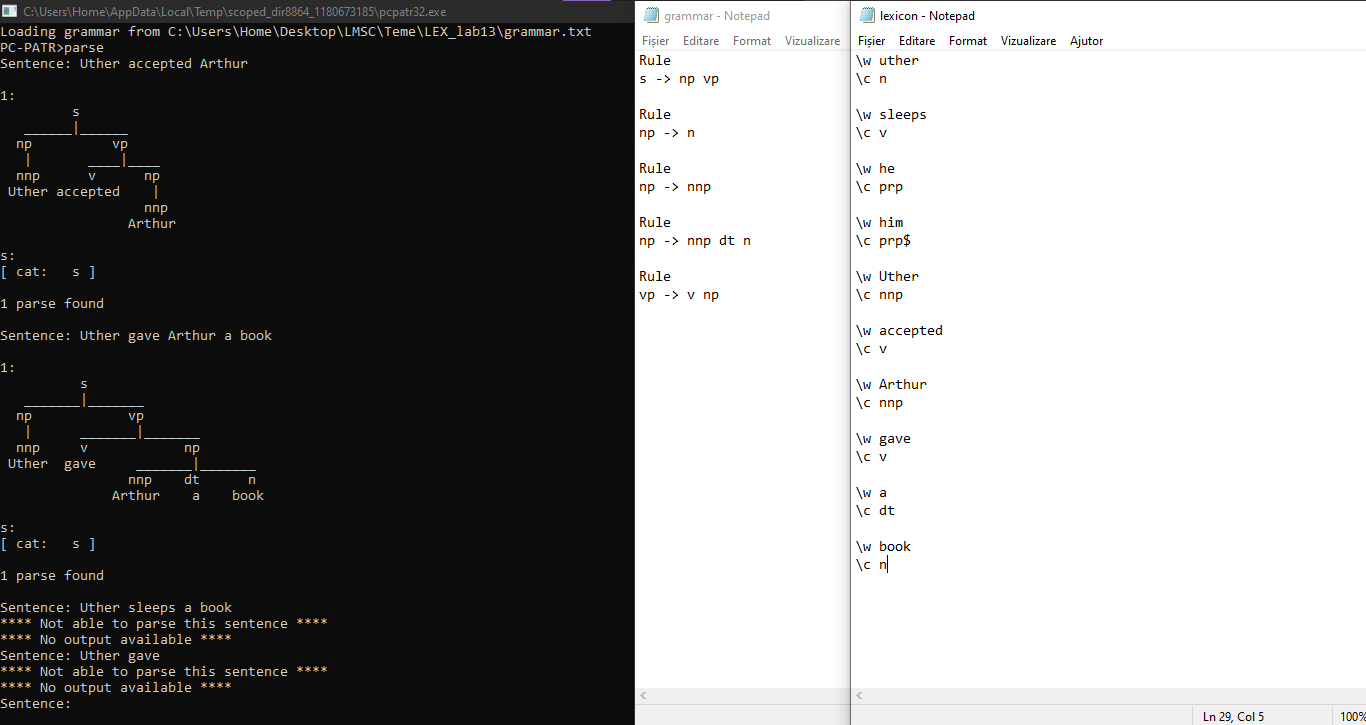 C:\Users\Home\AppData\Local\Temp\scoped_dir8864_1180673185\pcpatr32.exe
Loading grammar from C:\Users\Home\Desktop\LMSC\Teme\LEX_lab13\grammar.txt
PC-PATR>parse
Sentence: Uther accepted Arthur
1:
s
np vp
nnp v np
Uther accepted
nnp
Arthur
s:
[ cat: s ]
1 parse found
Sentence: Uther gave Arthur a book
1:
s
np vp
nnp v np
Uther gave
nnp dt n
Arthur a book
s:
[ cat: s ]
1 parse found
Sentence: Uther sleeps a book
**** Not able to parse this sentence ****
**** No output available ****
Sentence: Uther gave
**** Not able to parse this sentence ****
**** No output available ****
Sentence:
grammar - Notepad
Fișier Editare Format Vizualizare
Rule
s -> np vp
Rule
np -> n
Rule
np -> nnp
Rule
np -> nnp dt n
Rule
vp -> v np
lexicon - Notepad
Fișier Editare Format Vizualizare Ajutor
\w uther
\c n
\w sleeps
\c v
\w he
\c prp
\w him
\c prp$
\w Uther
\c nnp
\w accepted
\c v
\w Arthur
\c nnp
\w gave
\c v
\w a
\c dt
\w book
\c n
Ln 29, Col 5
100%